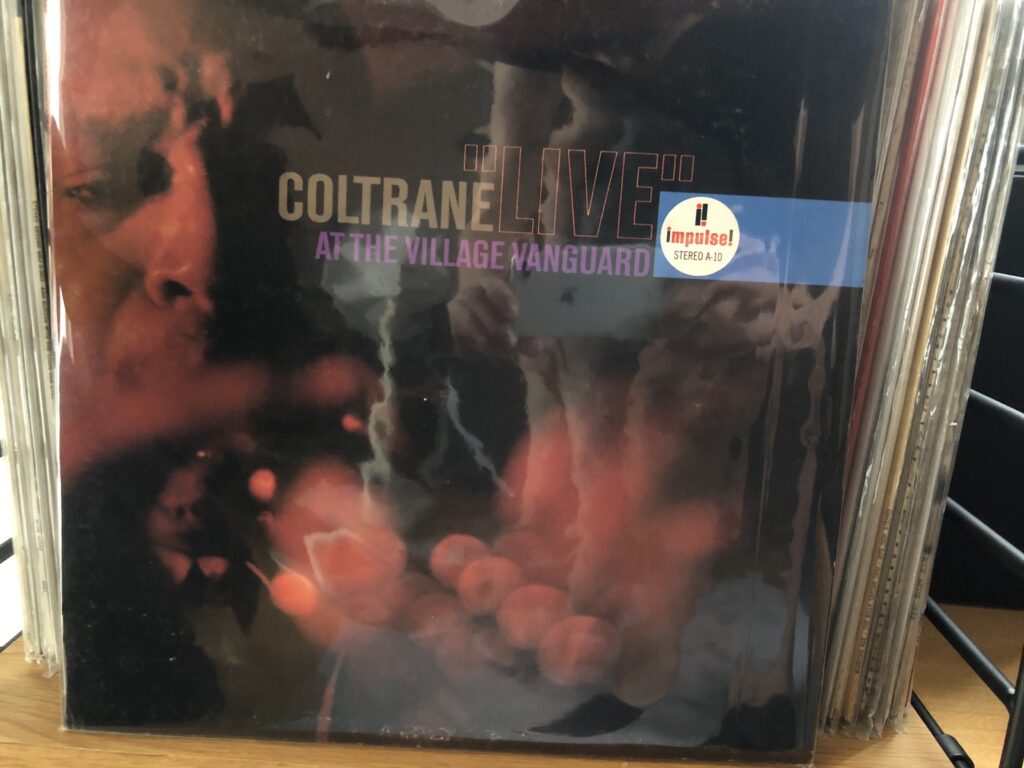 "LIVE"
COLTRANE
AT THE VILLAGE VANGUARD
i!
impulse!
STEREO A-10